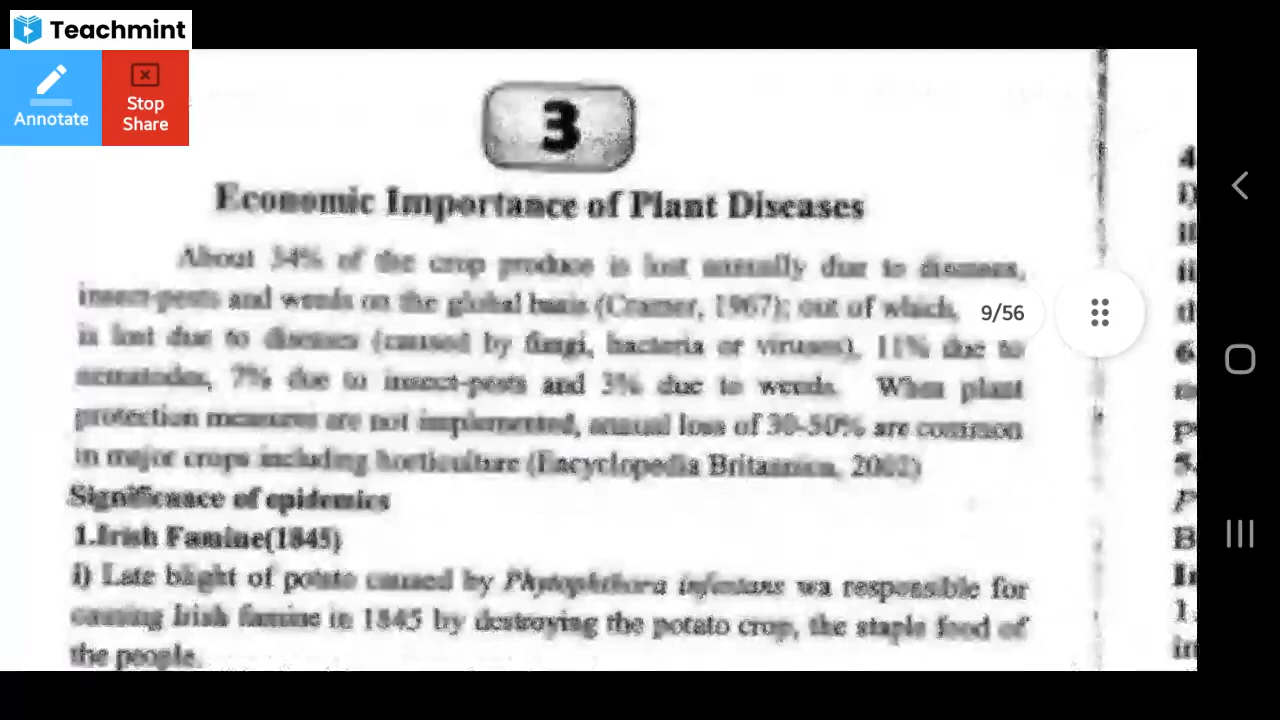 Teachmint
Annotate
Stop
Share
3
Economic Importance of Plant Diseases
About 34% of the crop produce is lost annually due to diseases,
insect-pests and weeds on the global basis (Cramer, 1967); out of which,
9/56
is lost due to diseases (caused by fungi, bacteria or viruses), 11% due to
nematodes, 7% due to insect-pests and 3% due to weeds. When plant
protection measures are not implemented, annual loss of 30-50% are common
in major crops including horticulture (Encyclopedia Britannica, 2002)
Significance of epidemics
1.Irish Famine(1845)
i) Late blight of potato caused by Phytophthora infestans wa responsible for
causing Irish famine in 1845 by destroying the potato crop, the staple food of
the people.